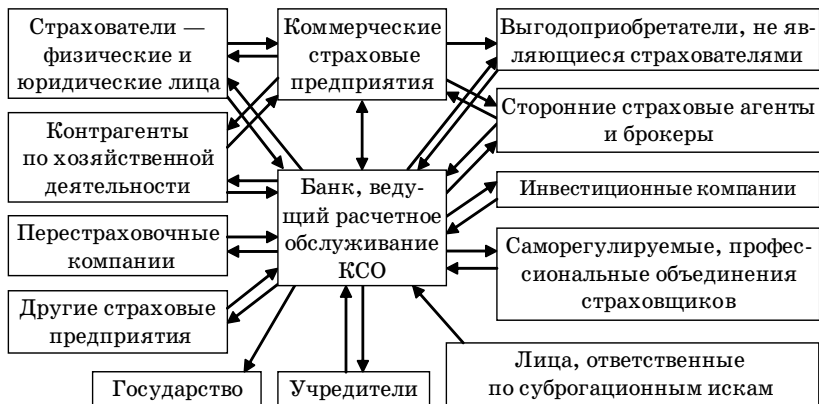 Страхователи —
физические и
юридические лица
Коммерческие
страховые
предприятия
Выгодоприобретатели, не яв-
ляющиеся страхователями
Контрагенты
по хозяйственной
деятельности
Сторонние страховые агенты
и брокеры
Банк, веду-
щий расчетное
обслуживание
КСО
Инвестиционные компании
Перестраховочные
компании
Саморегулируемые, профес-
сиональные объединения
страховщиков
Другие страховые
предприятия
Государство
Учредители
Лица, ответственные
по суброгационным искам